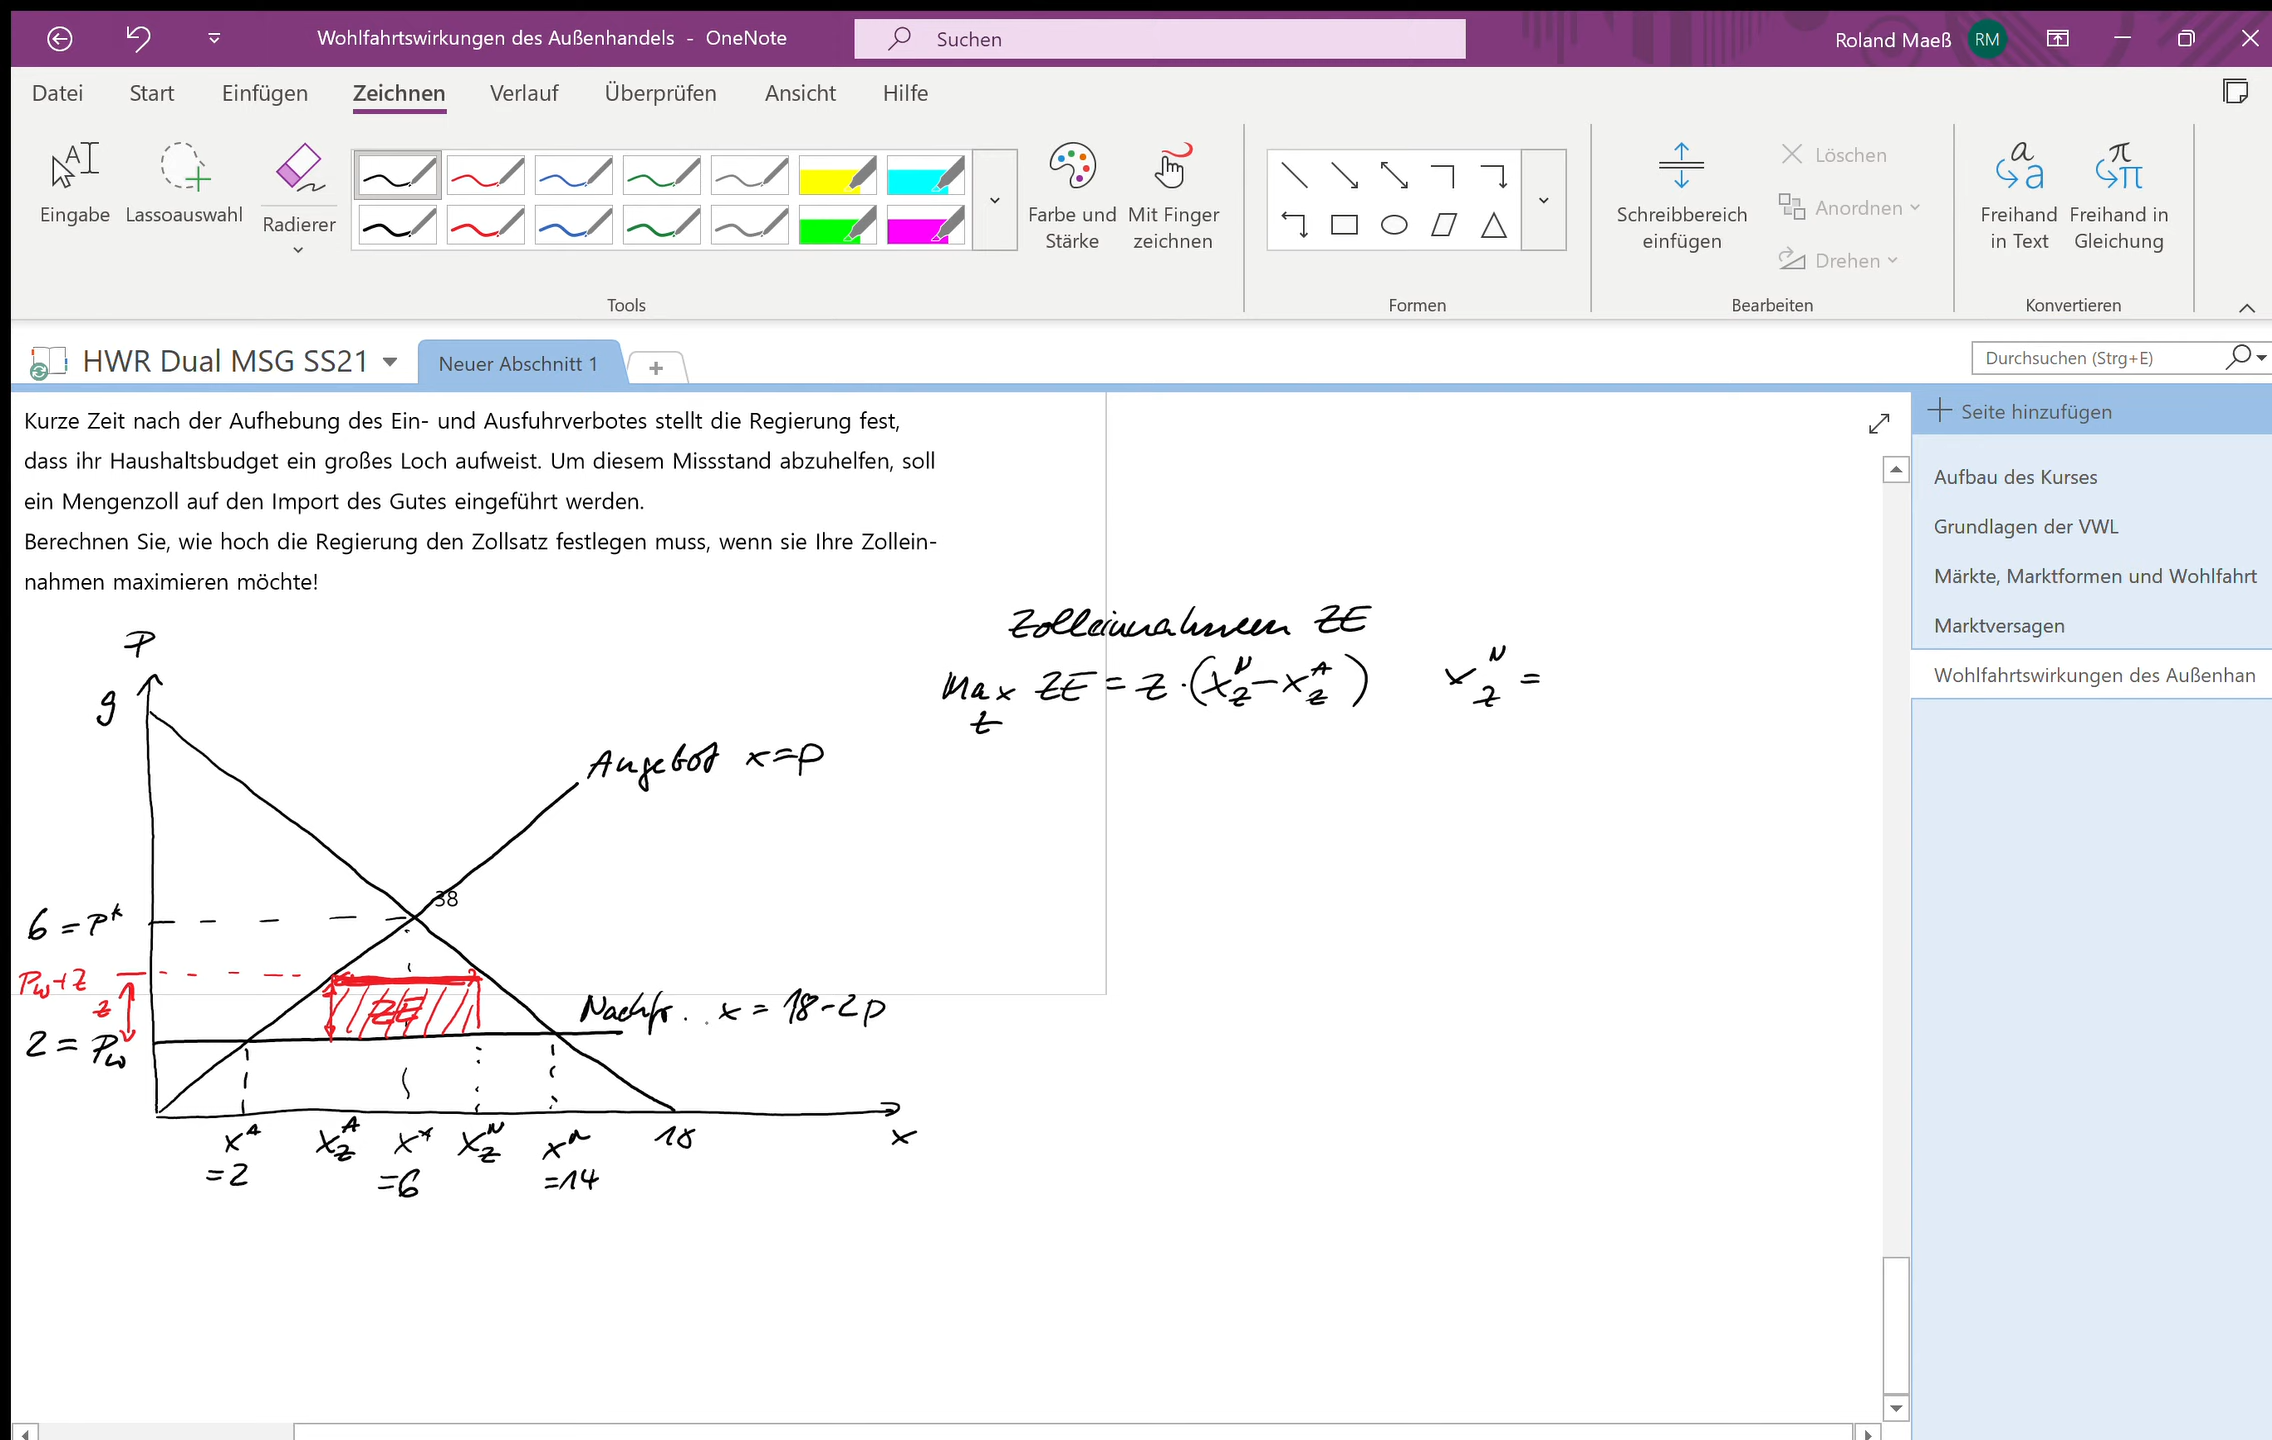 Wohlfahrtswirkungen des Außenhandels - OneNote
Suchen
Roland Maeß RM
Datei Start Einfügen Zeichnen Verlauf Überprüfen Ansicht Hilfe
Eingabe
Lassoauswahl
Radierer
Farbe und Stärke
Mit Finger zeichnen
Schreibbereich einfügen
Löschen
Anordnen
Drehen
Freihand in Text
Freihand in Gleichung
Tools Formen Bearbeiten Konvertieren
HWR Dual MSG SS21
Neuer Abschnitt 1
Durchsuchen (Strg+E)
Kurze Zeit nach der Aufhebung des Ein- und Ausfuhrverbotes stellt die Regierung fest,
dass ihr Haushaltsbudget ein großes Loch aufweist. Um diesem Missstand abzuhelfen, soll
ein Mengenzoll auf den Import des Gutes eingeführt werden.
Berechnen Sie, wie hoch die Regierung den Zollsatz festlegen muss, wenn sie Ihre Zollein-
nahmen maximieren möchte!
Zolleinnahmen ZE
Max ZE = z · (x_z^N − x_z^A) x_z^N =
z
P
9
Angebot x=p
38
6 = P*
Pw+z
z
ZE
Nachfr. x = 18-2p
2 = Pw
x^A x_z^A x* x_z^N x^N 18 x
=2 =6 =14
Seite hinzufügen
Aufbau des Kurses
Grundlagen der VWL
Märkte, Marktformen und Wohlfahrt
Marktversagen
Wohlfahrtswirkungen des Außenhan